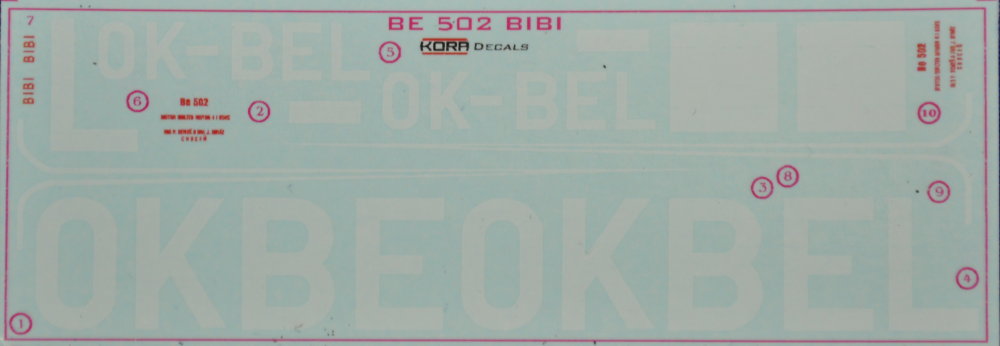 BE 502 BIBI
7
BIBI BIBI
5
KORA DECALS
OK-BEL
L
OK-BEL
6
Be 502
2
Be 502
10
3
8
9
OKBEOKBEL
4
1